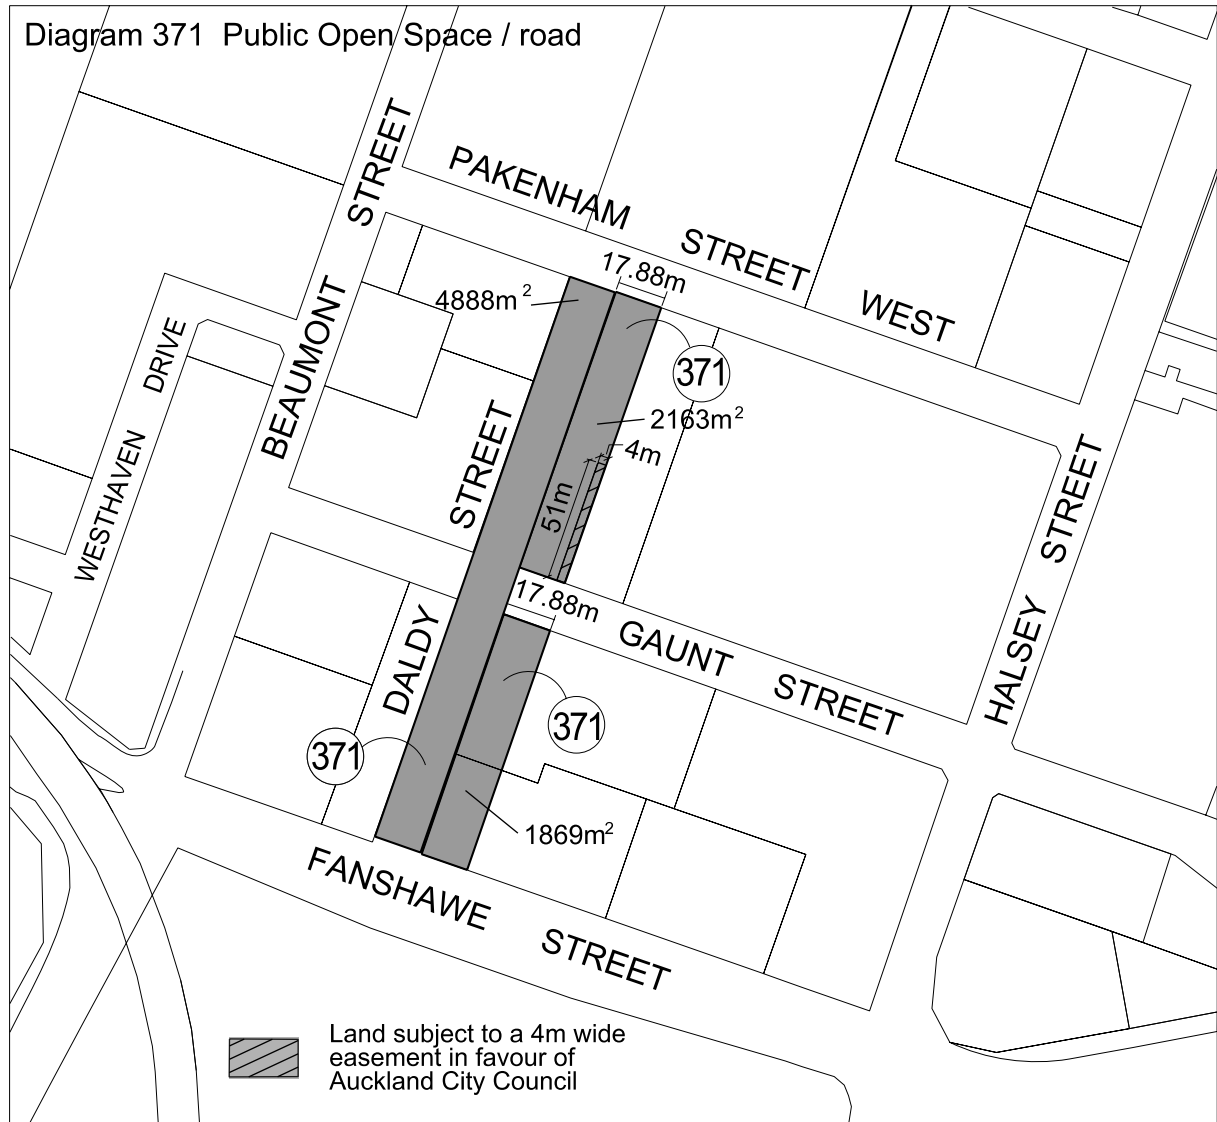 Diagram 371 Public Open Space / road
PAKENHAM STREET WEST
BEAUMONT STREET
WESTHAVEN DRIVE
DALDY STREET
HALSEY STREET
GAUNT STREET
FANSHAWE STREET
17.88m
4888m²
371
2163m²
4m
51m
17.88m
371
371
1869m²
Land subject to a 4m wide
easement in favour of
Auckland City Council